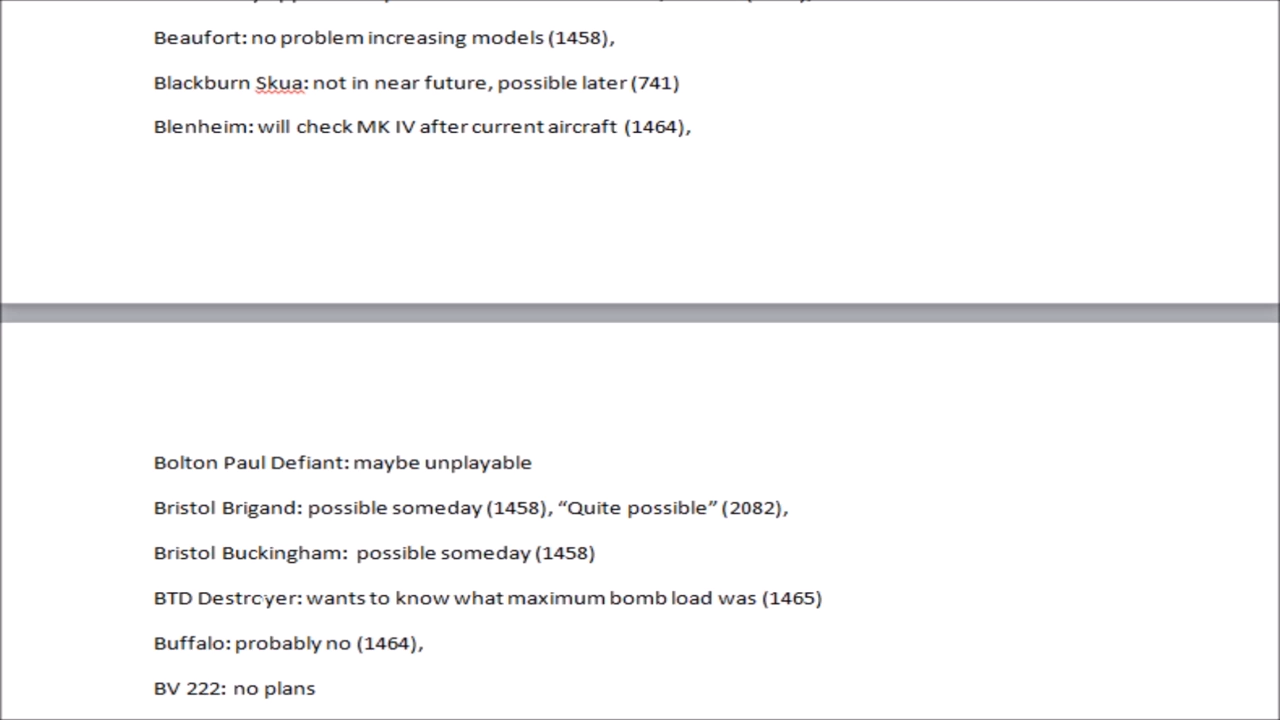 Beaufort: no problem increasing models (1458),
Blackburn Skua: not in near future, possible later (741)
Blenheim: will check MK IV after current aircraft (1464),
Bolton Paul Defiant: maybe unplayable
Bristol Brigand: possible someday (1458), “Quite possible” (2082),
Bristol Buckingham: possible someday (1458)
BTD Destroyer: wants to know what maximum bomb load was (1465)
Buffalo: probably no (1464),
BV 222: no plans